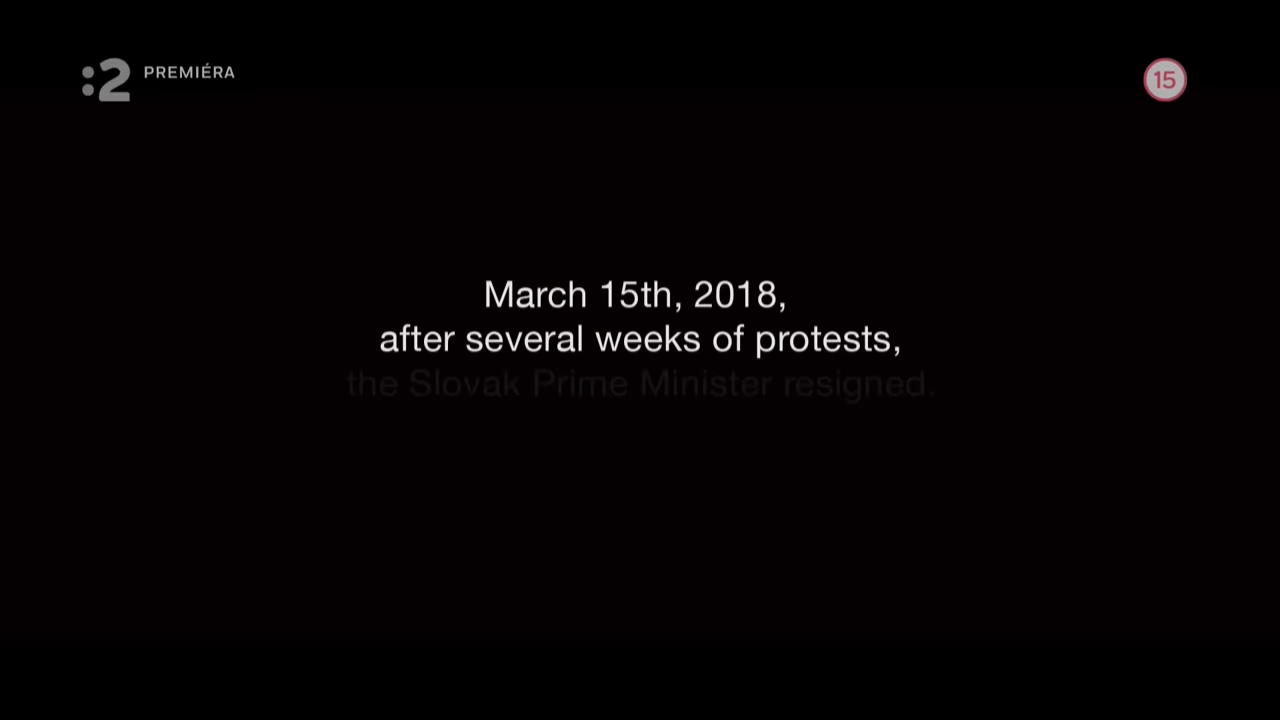 :2 PREMIÉRA
15
March 15th, 2018,
after several weeks of protests,
the Slovak Prime Minister resigned.